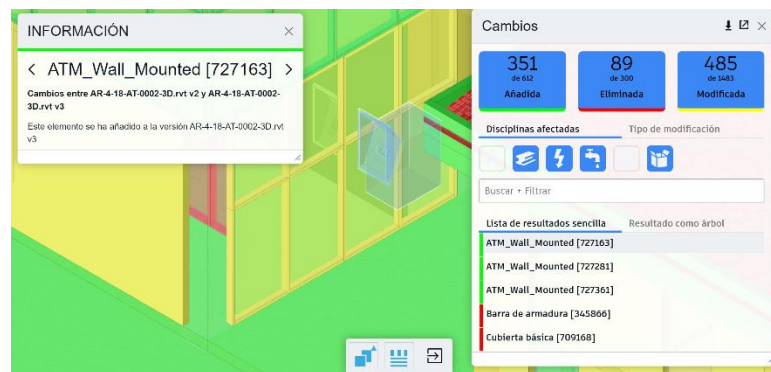 INFORMACIÓN
ATM_Wall_Mounted [727163]
Cambios entre AR-4-18-AT-0002-3D.rvt v2 y AR-4-18-AT-0002-
3D.rvt v3
Este elemento se ha añadido a la versión AR-4-18-AT-0002-3D.rvt
v3
Cambios
351
de 612
Añadida
89
de 300
Eliminada
485
de 1483
Modificada
Disciplinas afectadas
Tipo de modificación
Buscar + Filtrar
Lista de resultados sencilla
Resultado como árbol
ATM_Wall_Mounted [727163]
ATM_Wall_Mounted [727281]
ATM_Wall_Mounted [727361]
Barra de armadura [345866]
Cubierta básica [709168]